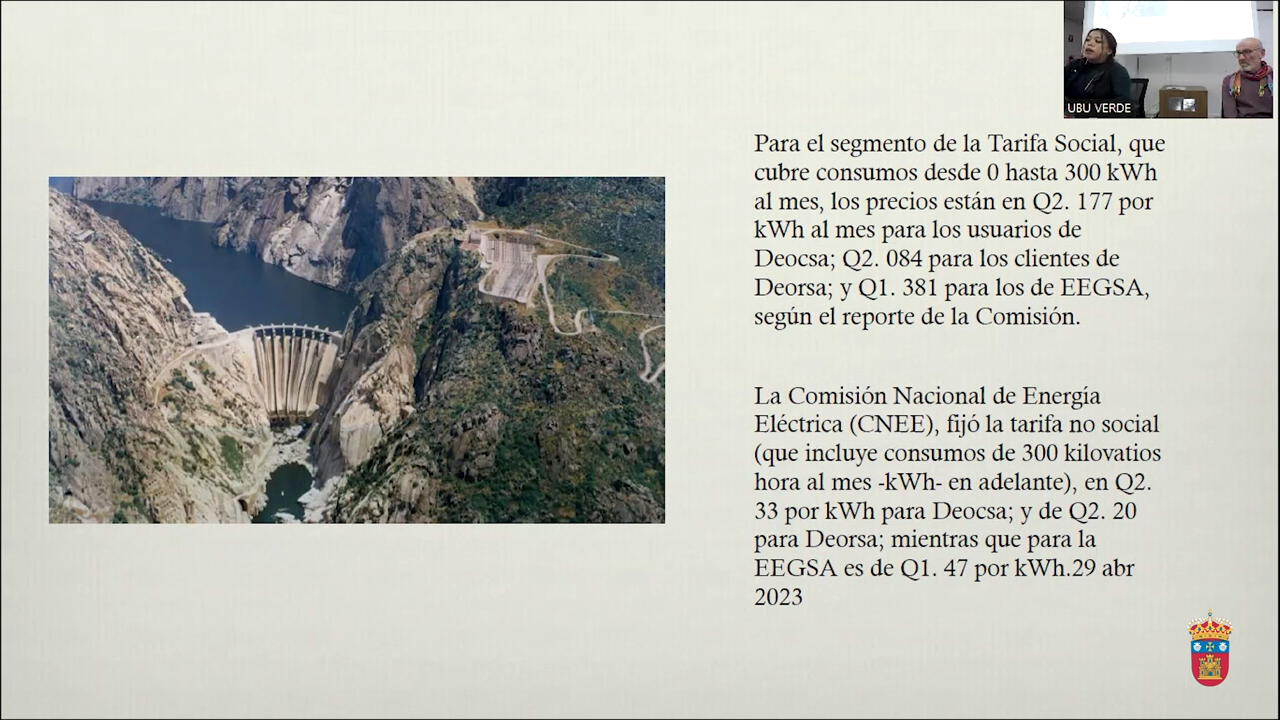 UBU VERDE
Para el segmento de la Tarifa Social, que
cubre consumos desde 0 hasta 300 kWh
al mes, los precios están en Q2. 177 por
kWh al mes para los usuarios de
Deocsa; Q2. 084 para los clientes de
Deorsa; y Q1. 381 para los de EEGSA,
según el reporte de la Comisión.
La Comisión Nacional de Energía
Eléctrica (CNEE), fijó la tarifa no social
(que incluye consumos de 300 kilovatios
hora al mes -kWh- en adelante), en Q2.
33 por kWh para Deocsa; y de Q2. 20
para Deorsa; mientras que para la
EEGSA es de Q1. 47 por kWh.29 abr
2023